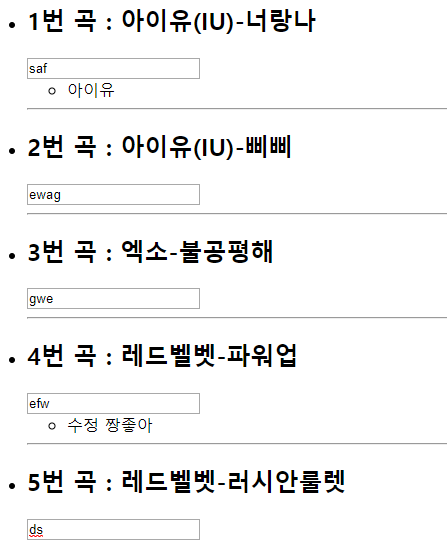 1번 곡 : 아이유(IU)-너랑나
saf
아이유
2번 곡 : 아이유(IU)-삐삐
ewag
3번 곡 : 엑소-불공평해
gwe
4번 곡 : 레드벨벳-파워업
efw
수정 짱좋아
5번 곡 : 레드벨벳-러시안룰렛
ds